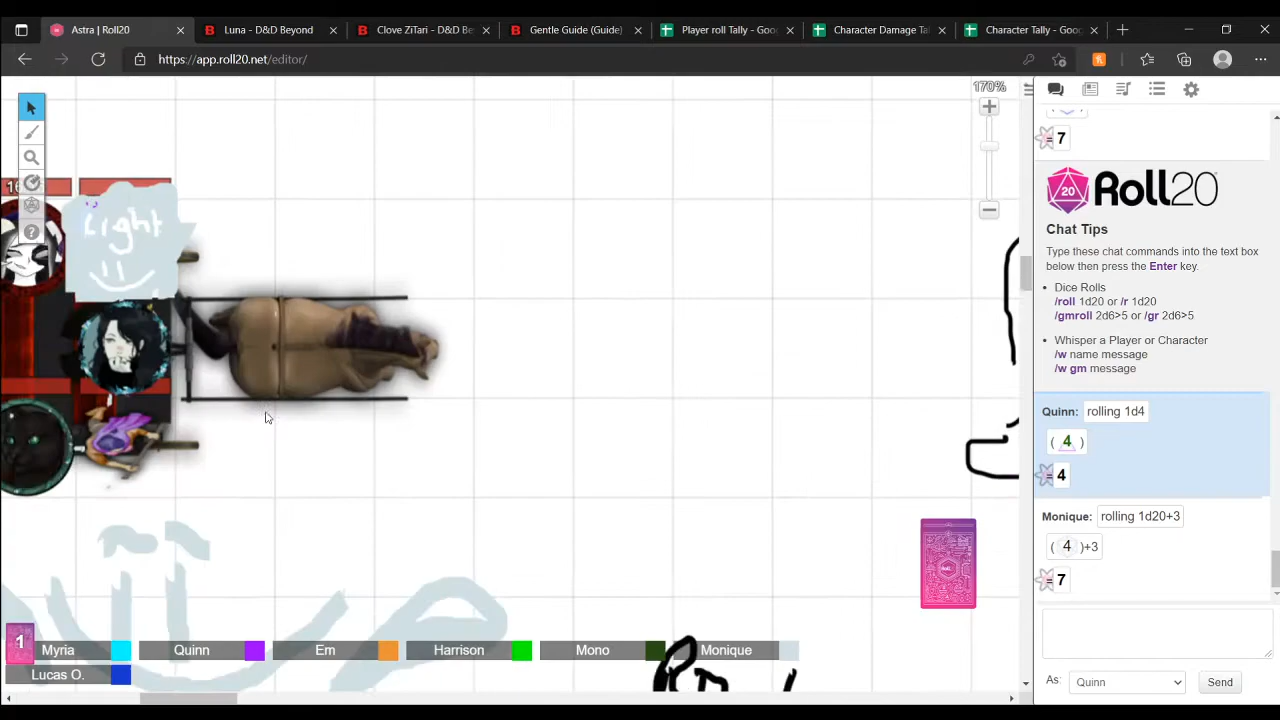 Astra | Roll20
Luna - D&D Beyond
Clove ZiTari - D&D Be
Gentle Guide (Guide)
Player roll Tally - Goo
Character Damage Ta
Character Tally - Goog
https://app.roll20.net/editor/
170%
7
20 Roll20
Chat Tips
Type these chat commands into the text box
below then press the Enter key.
Dice Rolls
/roll 1d20 or /r 1d20
/gmroll 2d6>5 or /gr 2d6>5
Whisper a Player or Character
/w name message
/w gm message
Quinn: rolling 1d4
( 4 )
= 4
Monique: rolling 1d20+3
( 4 )+3
= 7
Light
1
Myria
Quinn
Em
Harrison
Mono
Monique
Lucas O.
As: Quinn
Send